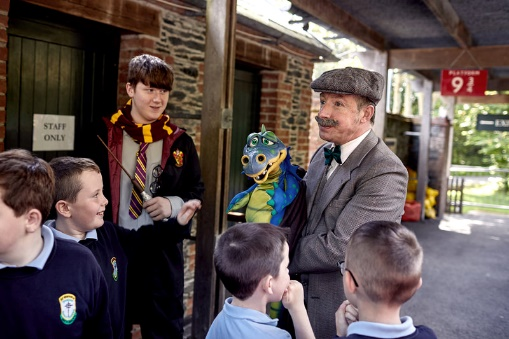 STAFF
ONLY
PLATFORM
9 3/4